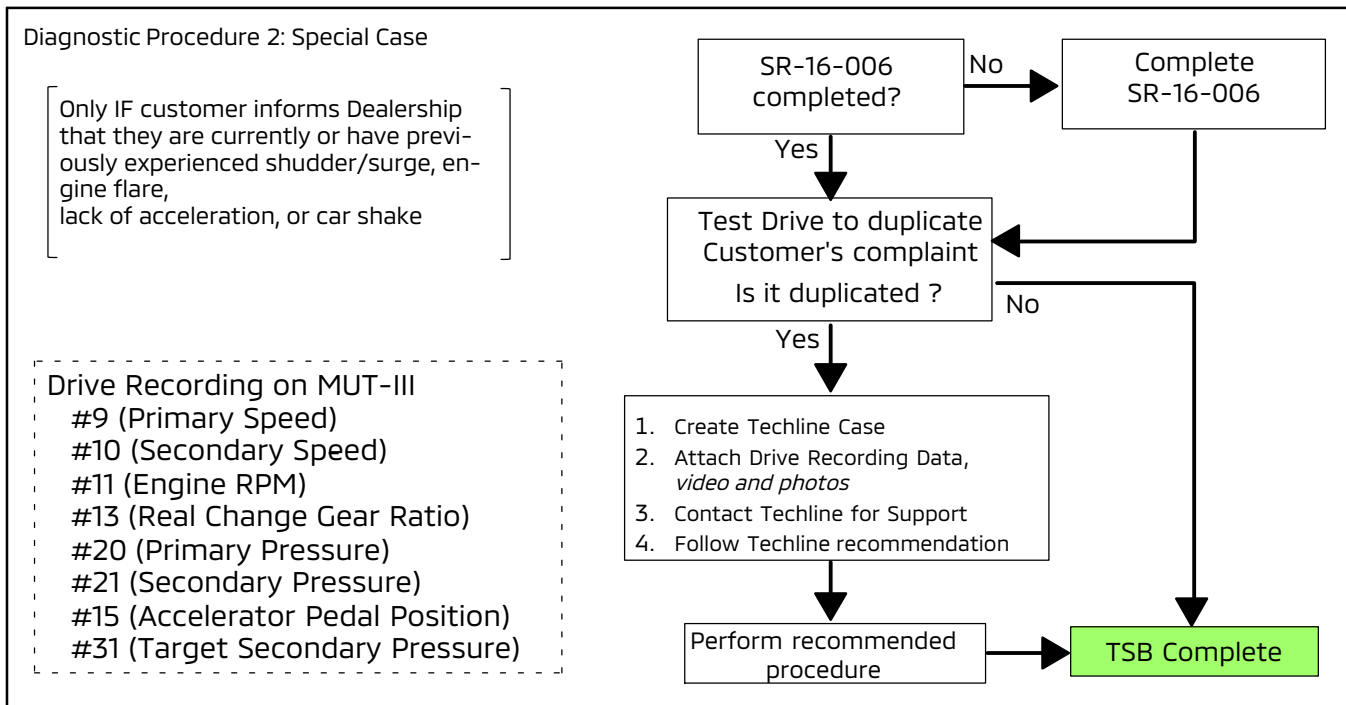 Diagnostic Procedure 2: Special Case
Only IF customer informs Dealership
that they are currently or have previ-
ously experienced shudder/surge, en-
gine flare,
lack of acceleration, or car shake
SR-16-006
completed?
No
Complete
SR-16-006
Yes
Test Drive to duplicate
Customer's complaint
Is it duplicated ?
No
Yes
Drive Recording on MUT-III
#9 (Primary Speed)
#10 (Secondary Speed)
#11 (Engine RPM)
#13 (Real Change Gear Ratio)
#20 (Primary Pressure)
#21 (Secondary Pressure)
#15 (Accelerator Pedal Position)
#31 (Target Secondary Pressure)
1. Create Techline Case
2. Attach Drive Recording Data,
video and photos
3. Contact Techline for Support
4. Follow Techline recommendation
Perform recommended
procedure
TSB Complete